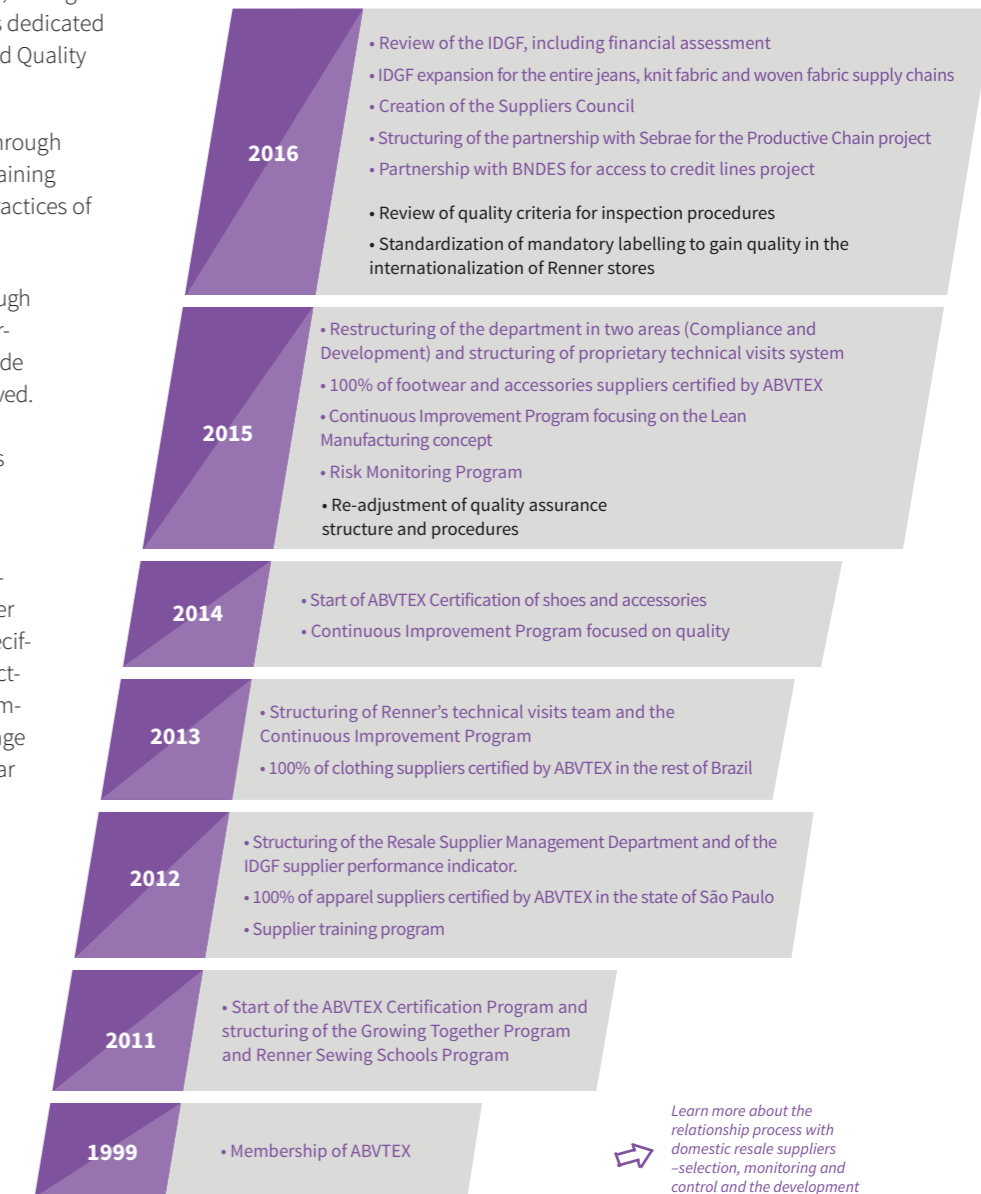 s dedicated
d Quality
hrough
aining
ractices of
ugh
r-
de
ved.
s
-
er
ecif-
ct-
m-
age
ar
2016
• Review of the IDGF, including financial assessment
• IDGF expansion for the entire jeans, knit fabric and woven fabric supply chains
• Creation of the Suppliers Council
• Structuring of the partnership with Sebrae for the Productive Chain project
• Partnership with BNDES for access to credit lines project
• Review of quality criteria for inspection procedures
• Standardization of mandatory labelling to gain quality in the
internationalization of Renner stores
2015
• Restructuring of the department in two areas (Compliance and
Development) and structuring of proprietary technical visits system
• 100% of footwear and accessories suppliers certified by ABVTEX
• Continuous Improvement Program focusing on the Lean
Manufacturing concept
• Risk Monitoring Program
• Re-adjustment of quality assurance
structure and procedures
2014
• Start of ABVTEX Certification of shoes and accessories
• Continuous Improvement Program focused on quality
2013
• Structuring of Renner's technical visits team and the
Continuous Improvement Program
• 100% of clothing suppliers certified by ABVTEX in the rest of Brazil
2012
• Structuring of the Resale Supplier Management Department and of the
IDGF supplier performance indicator.
• 100% of apparel suppliers certified by ABVTEX in the state of São Paulo
• Supplier training program
2011
• Start of the ABVTEX Certification Program and
structuring of the Growing Together Program
and Renner Sewing Schools Program
1999
• Membership of ABVTEX
Learn more about the
relationship process with
domestic resale suppliers
–selection, monitoring and
control and the development